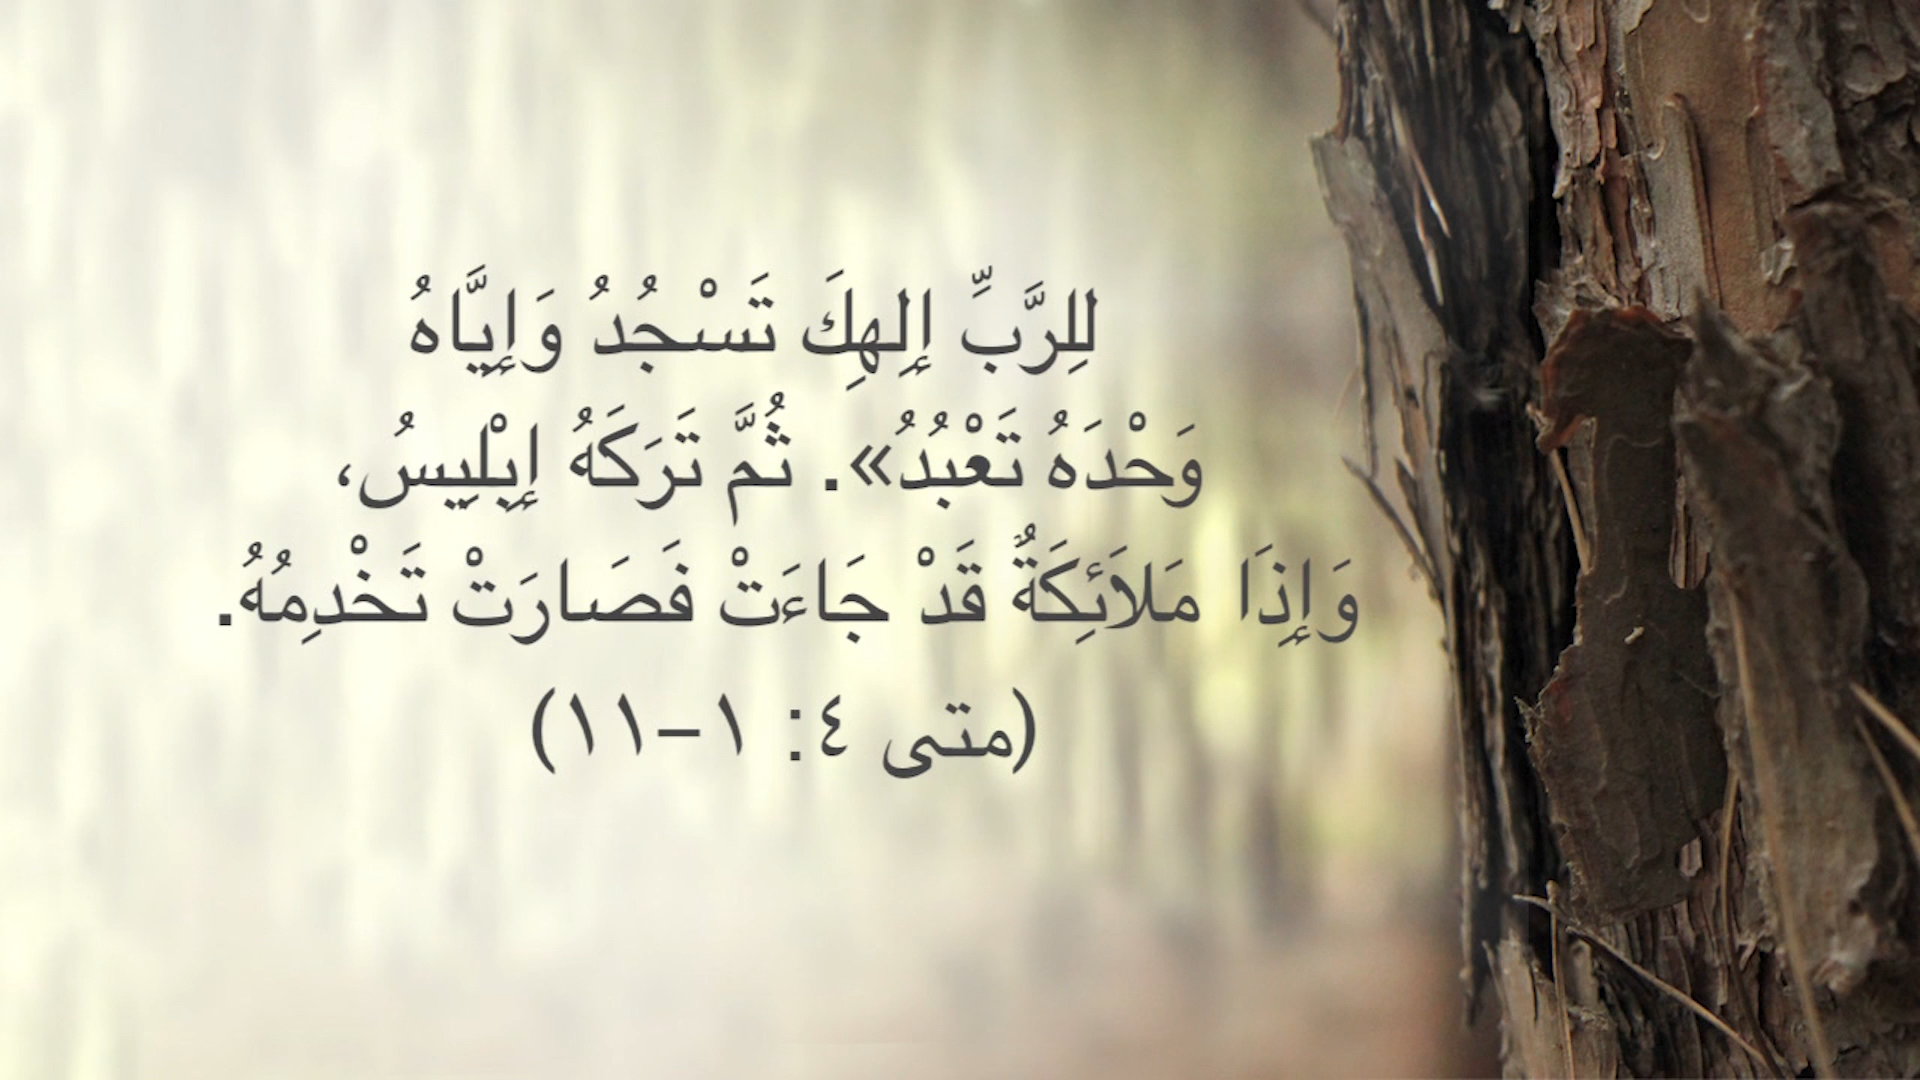 لِلرَّبِّ إِلهِكَ تَسْجُدُ وَإِيَّاهُ
وَحْدَهُ تَعْبُدُ». ثُمَّ تَرَكَهُ إِبْلِيسُ،
وَإِذَا مَلاَئِكَةٌ قَدْ جَاءَتْ فَصَارَتْ تَخْدِمُهُ.
(متى ٤: ١-١١)